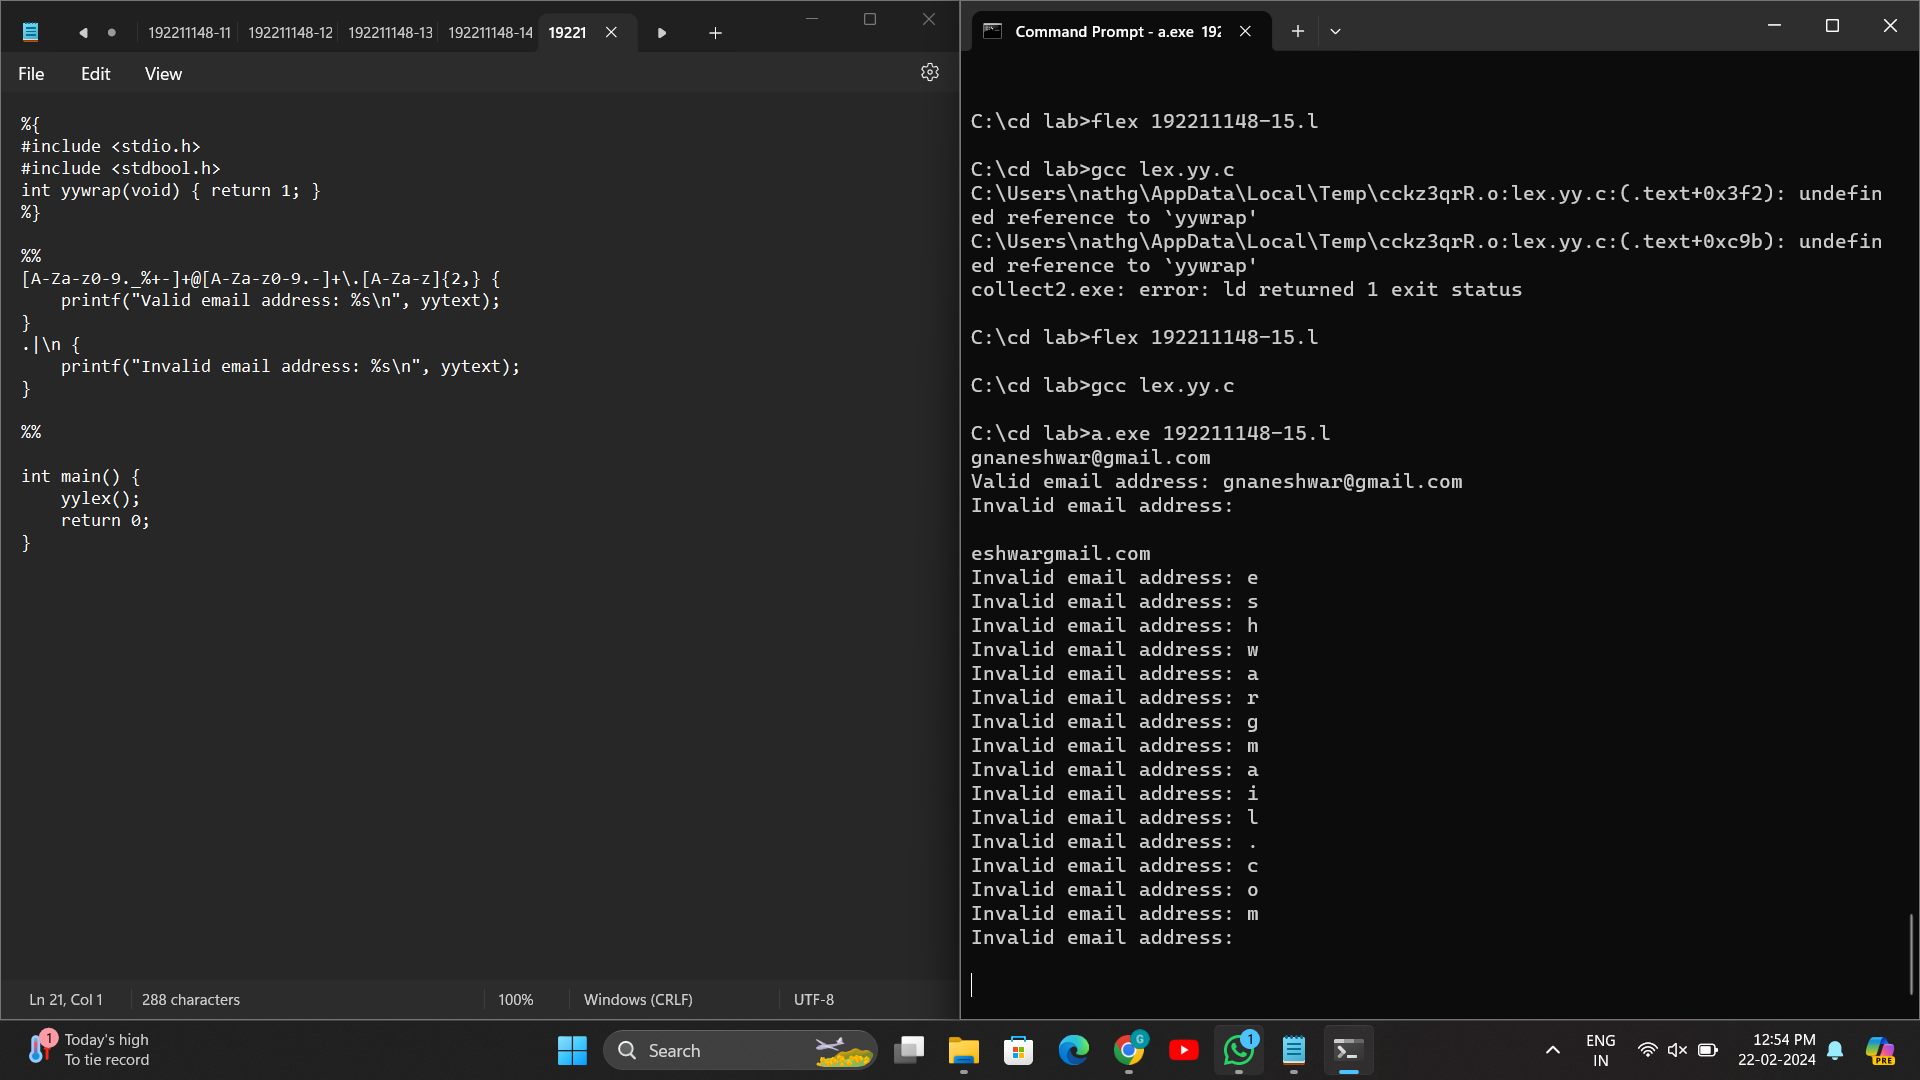 192211148-11 192211148-12 192211148-13 192211148-14 19221
File Edit View
%{
#include <stdio.h>
#include <stdbool.h>
int yywrap(void) { return 1; }
%}
%%
[A-Za-z0-9._%+-]+@[A-Za-z0-9.-]+\.[A-Za-z]{2,} {
    printf("Valid email address: %s\n", yytext);
}
.|\n {
    printf("Invalid email address: %s\n", yytext);
}
%%
int main() {
    yylex();
    return 0;
}
Ln 21, Col 1 288 characters 100% Windows (CRLF) UTF-8
Command Prompt - a.exe 192
C:\cd lab>flex 192211148-15.l
C:\cd lab>gcc lex.yy.c
C:\Users\nathg\AppData\Local\Temp\cckz3qrR.o:lex.yy.c:(.text+0x3f2): undefin
ed reference to `yywrap'
C:\Users\nathg\AppData\Local\Temp\cckz3qrR.o:lex.yy.c:(.text+0xc9b): undefin
ed reference to `yywrap'
collect2.exe: error: ld returned 1 exit status
C:\cd lab>flex 192211148-15.l
C:\cd lab>gcc lex.yy.c
C:\cd lab>a.exe 192211148-15.l
gnaneshwar@gmail.com
Valid email address: gnaneshwar@gmail.com
Invalid email address:
eshwargmail.com
Invalid email address: e
Invalid email address: s
Invalid email address: h
Invalid email address: w
Invalid email address: a
Invalid email address: r
Invalid email address: g
Invalid email address: m
Invalid email address: a
Invalid email address: i
Invalid email address: l
Invalid email address: .
Invalid email address: c
Invalid email address: o
Invalid email address: m
Invalid email address:
1
Today's high
To tie record
Search
G
1
ENG
IN
12:54 PM
22-02-2024
PRE